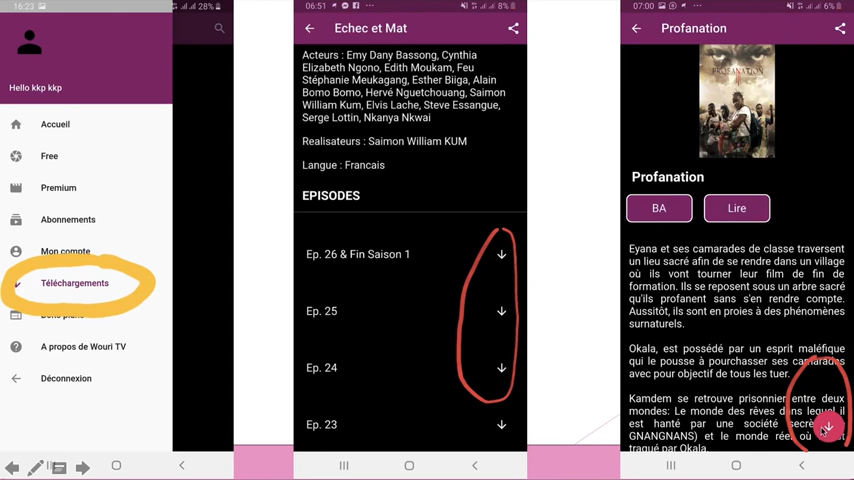 16:23
28%
Hello kkp kkp
Accueil
Free
Premium
Abonnements
Mon compte
Téléchargements
A propos de Wouri TV
Déconnexion
06:51
8%
Echec et Mat
Acteurs : Emy Dany Bassong, Cynthia
Elizabeth Ngono, Edith Moukam, Feu
Stéphanie Meukagang, Esther Biiga, Alain
Bomo Bomo, Hervé Nguetchouang, Saimon
William Kum, Elvis Lache, Steve Essangue,
Serge Lottin, Nkanya Nkwai
Realisateurs : Saimon William KUM
Langue : Francais
EPISODES
Ep. 26 & Fin Saison 1
Ep. 25
Ep. 24
Ep. 23
07:00
6%
Profanation
PROFANATION
Profanation
BA
Lire
Eyana et ses camarades de classe traversent
un lieu sacré afin de se rendre dans un village
où ils vont tourner leur film de fin de
formation. Ils se reposent sous un arbre sacré
qu'ils profanent sans s'en rendre compte.
Aussitôt, ils sont en proies à des phénomènes
surnaturels.
Okala, est possédé par un esprit maléfique
qui le pousse à pourchasser ses camarades
avec pour objectif de tous les tuer.
Kamdem se retrouve prisonnier entre deux
mondes: Le monde des rêves dans lequel il
est hanté par une société
GNANGNANS) et le monde réel où
traqué par Okala.